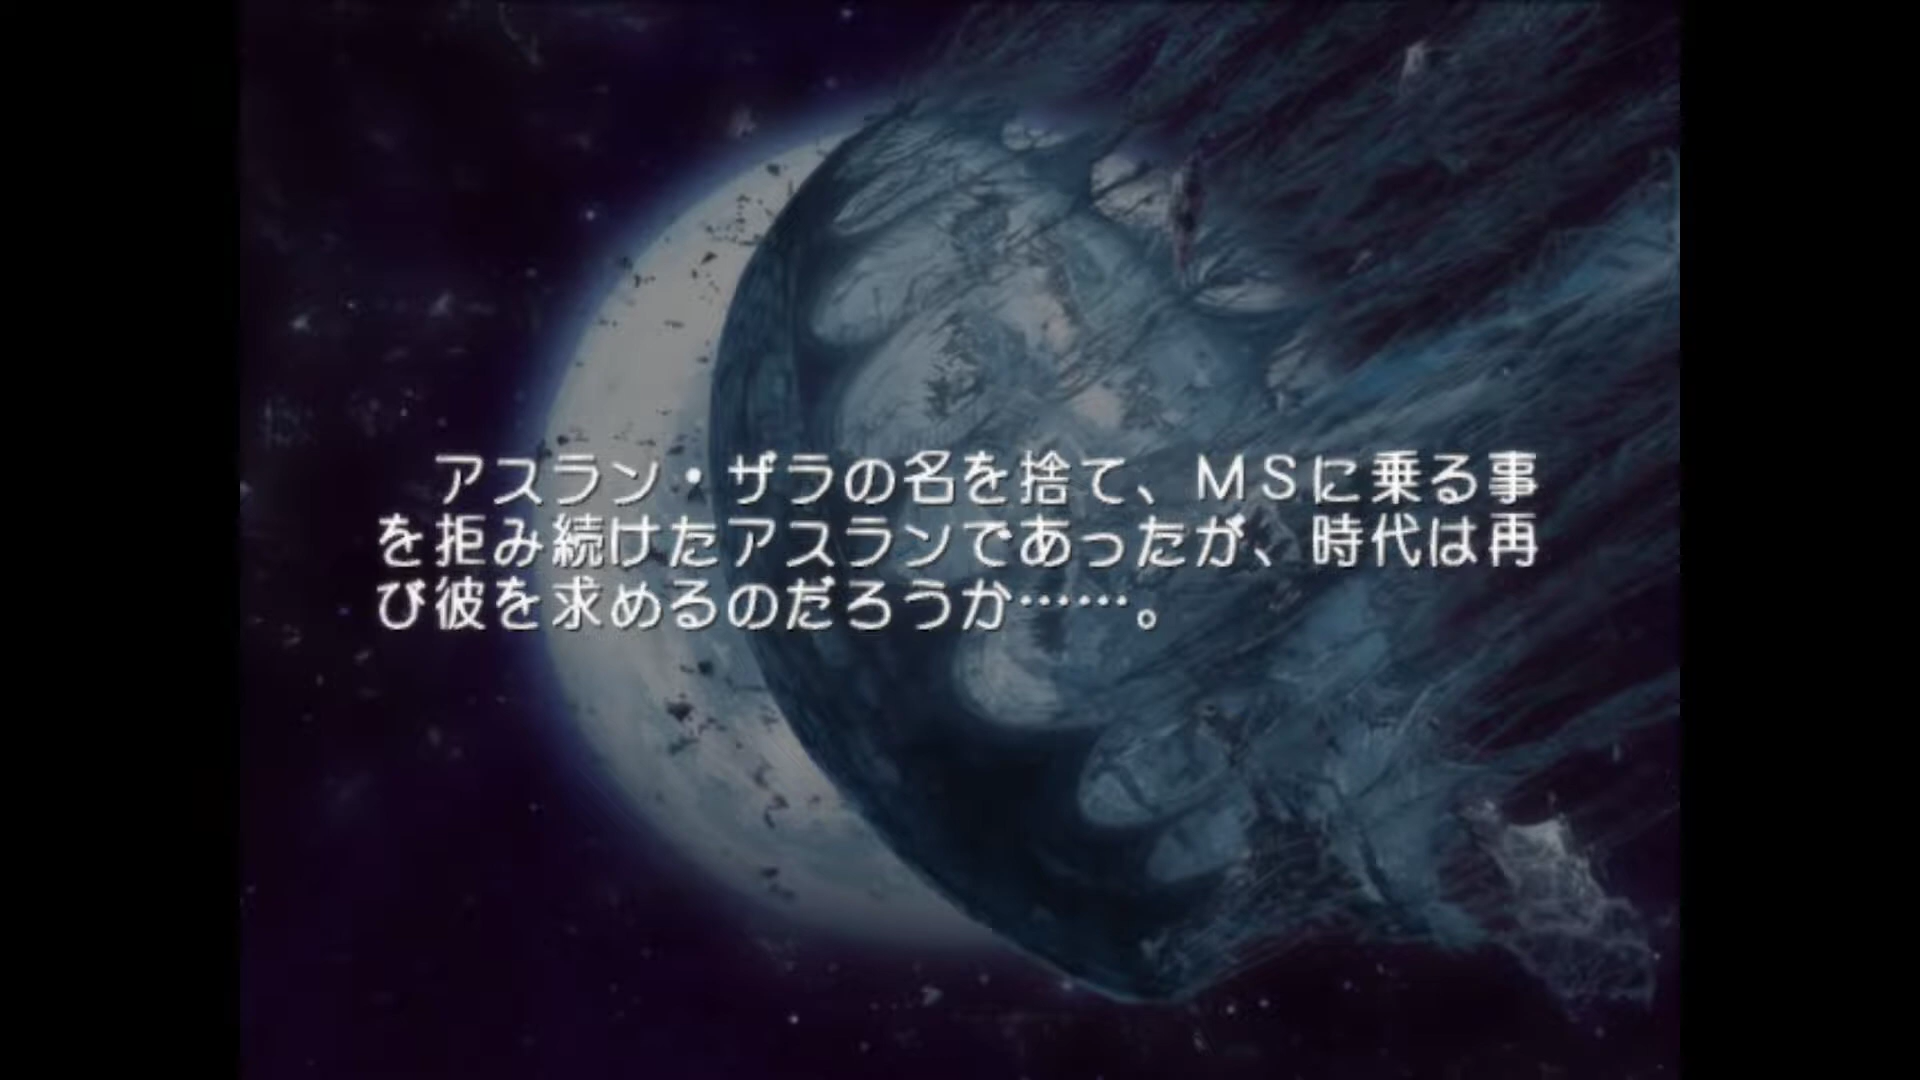 アスラン・ザラの名を捨て、ＭＳに乗る事
を拒み続けたアスランであったが、時代は再
び彼を求めるのだろうか……。